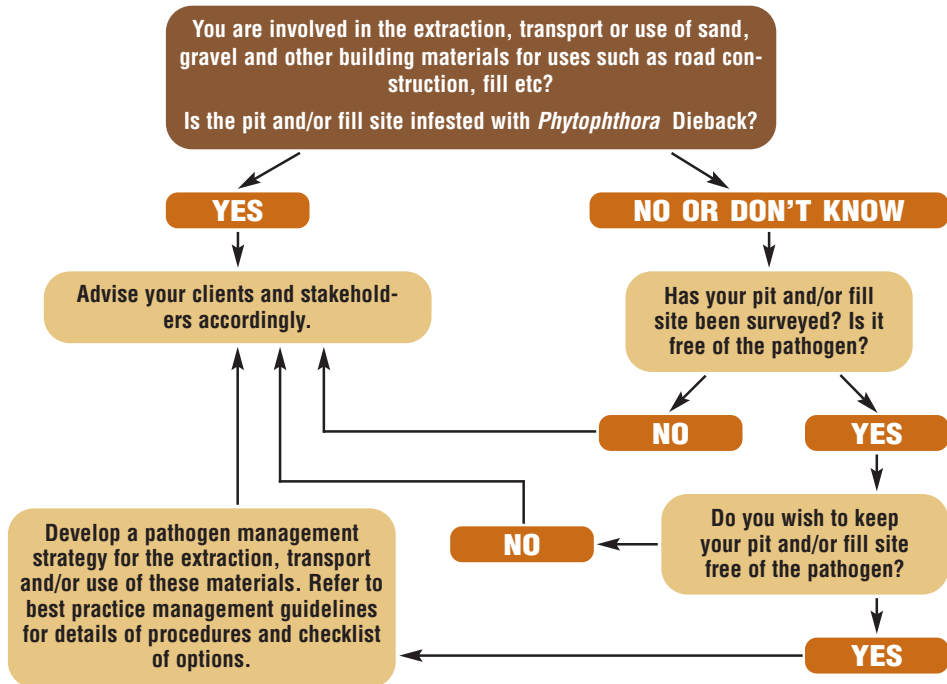 You are involved in the extraction, transport or use of sand,
gravel and other building materials for uses such as road con-
struction, fill etc?
Is the pit and/or fill site infested with Phytophthora Dieback?
YES
NO OR DON'T KNOW
Advise your clients and stakehold-
ers accordingly.
Has your pit and/or fill
site been surveyed? Is it
free of the pathogen?
NO
YES
Develop a pathogen management
strategy for the extraction, transport
and/or use of these materials. Refer to
best practice management guidelines
for details of procedures and checklist
of options.
NO
Do you wish to keep
your pit and/or fill site
free of the pathogen?
YES